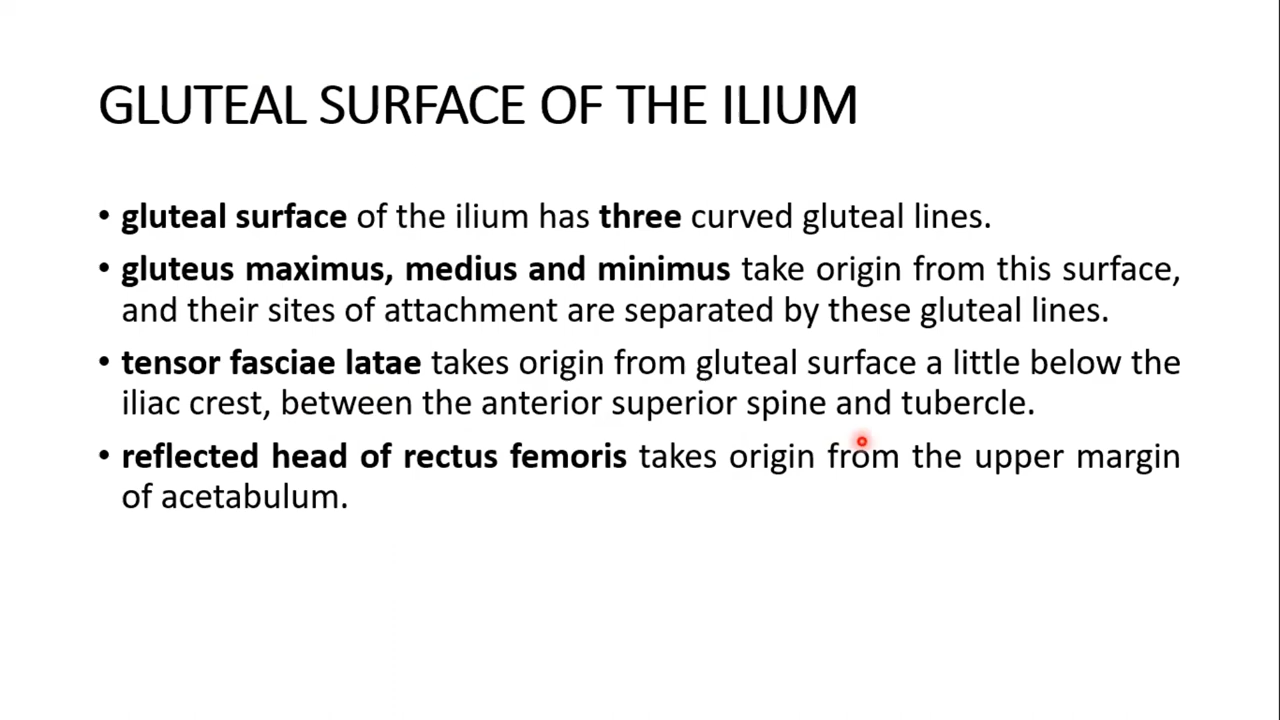 GLUTEAL SURFACE OF THE ILIUM
• gluteal surface of the ilium has three curved gluteal lines.
• gluteus maximus, medius and minimus take origin from this surface,
and their sites of attachment are separated by these gluteal lines.
• tensor fasciae latae takes origin from gluteal surface a little below the
iliac crest, between the anterior superior spine and tubercle.
• reflected head of rectus femoris takes origin from the upper margin
of acetabulum.